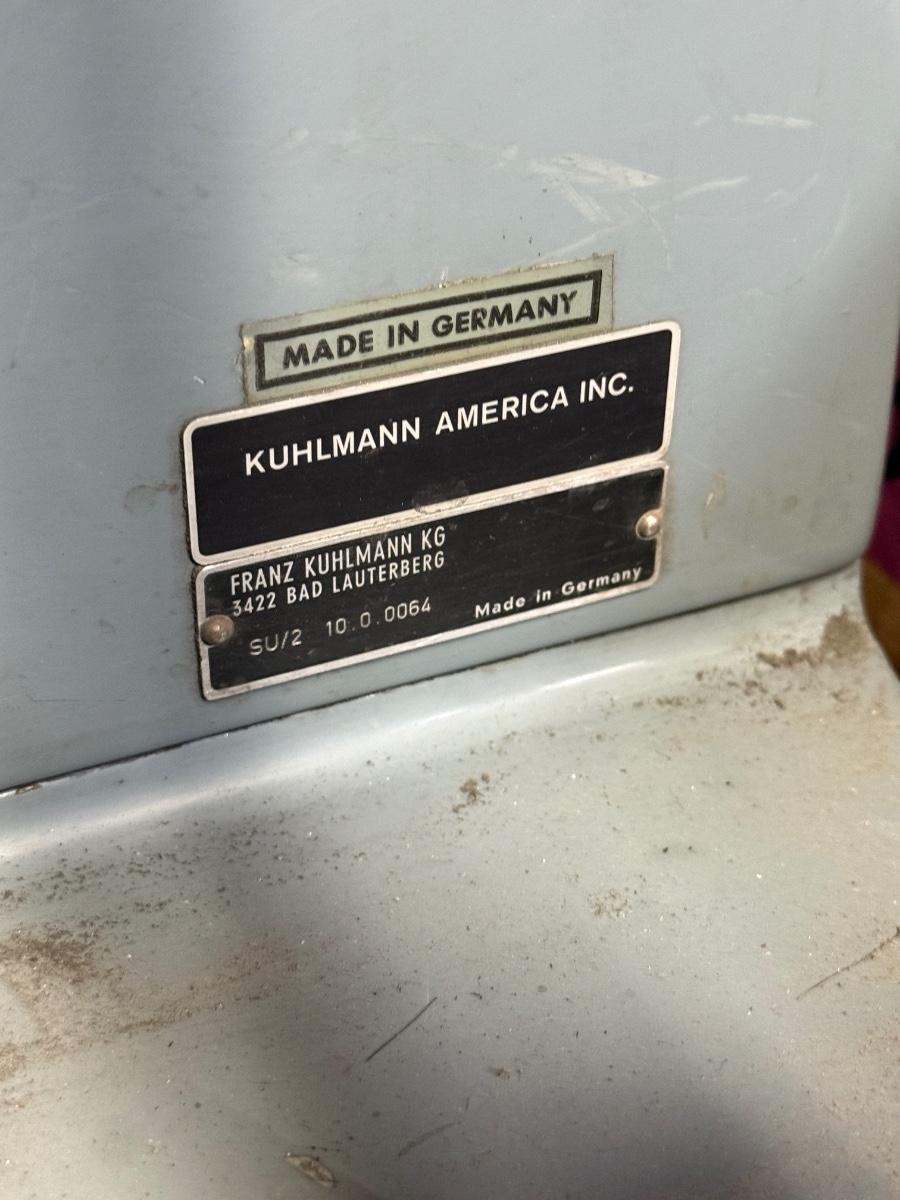 MADE IN GERMANY
KUHLMANN AMERICA INC.
FRANZ KUHLMANN KG
3422 BAD LAUTERBERG
SU/2 10.0.0064 Made in Germany